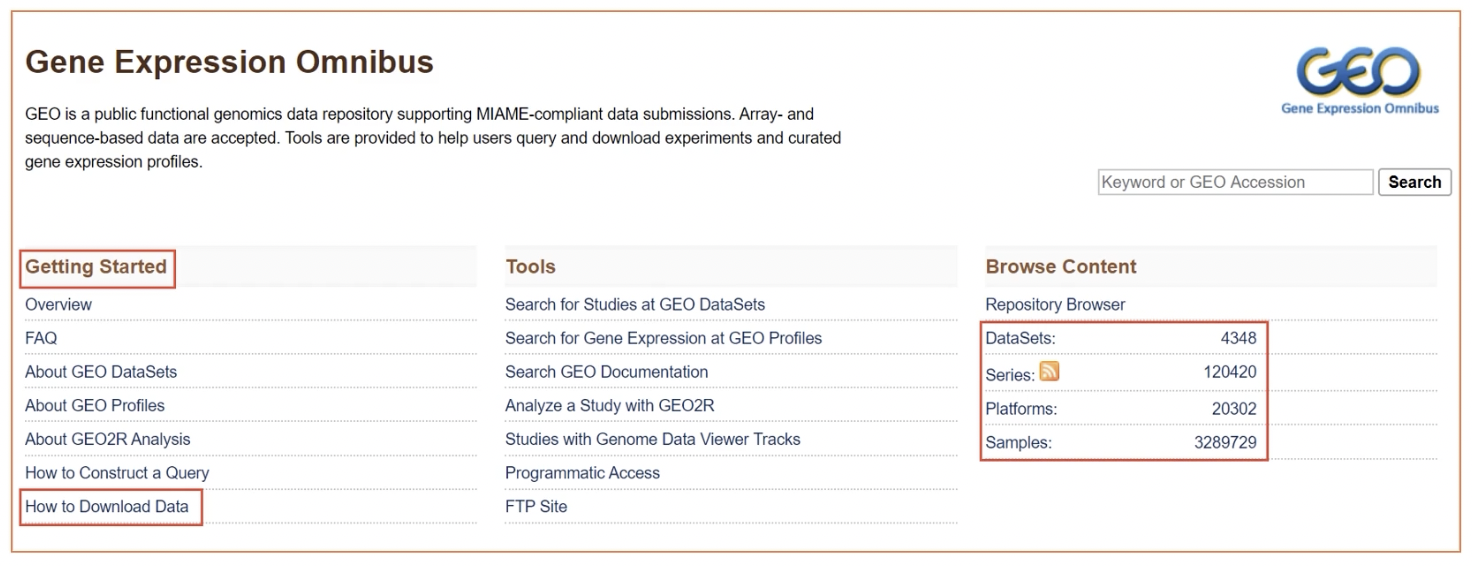 Gene Expression Omnibus
GEO
Gene Expression Omnibus
GEO is a public functional genomics data repository supporting MIAME-compliant data submissions. Array- and
sequence-based data are accepted. Tools are provided to help users query and download experiments and curated
gene expression profiles.
Keyword or GEO Accession Search
Getting Started
Overview
FAQ
About GEO DataSets
About GEO Profiles
About GEO2R Analysis
How to Construct a Query
How to Download Data
Tools
Search for Studies at GEO DataSets
Search for Gene Expression at GEO Profiles
Search GEO Documentation
Analyze a Study with GEO2R
Studies with Genome Data Viewer Tracks
Programmatic Access
FTP Site
Browse Content
Repository Browser
DataSets: 4348
Series: 120420
Platforms: 20302
Samples: 3289729